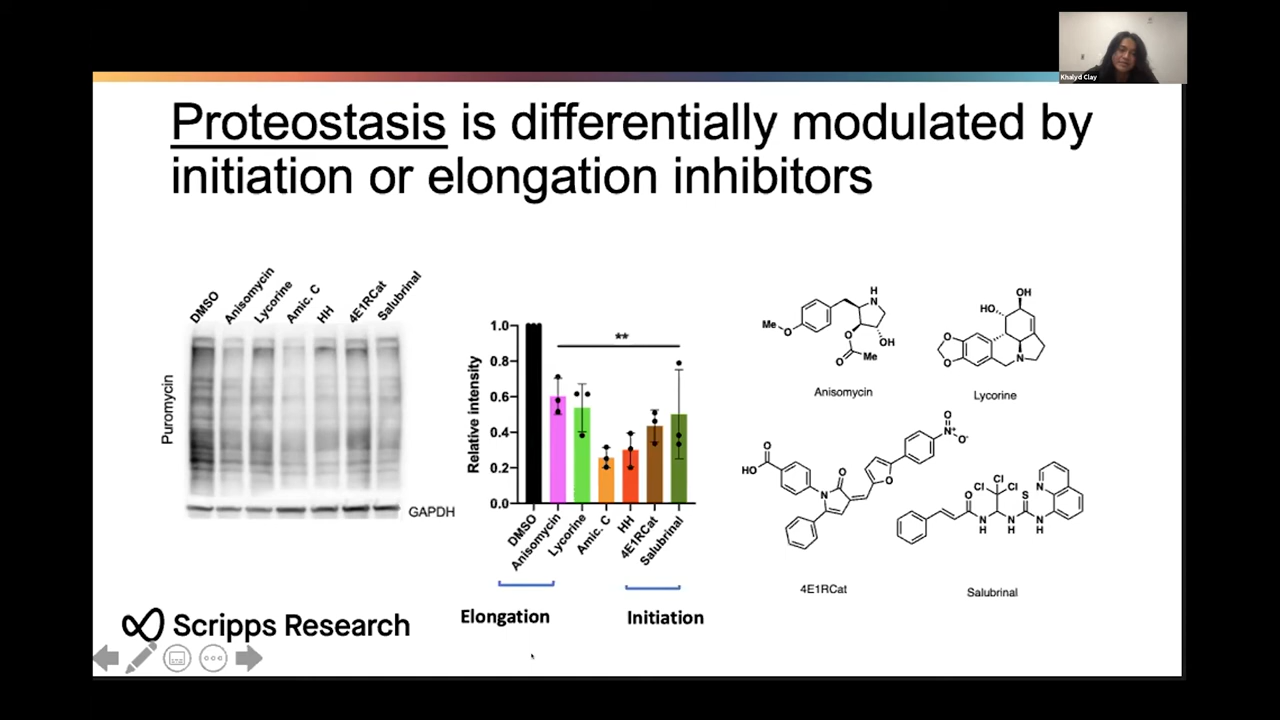 Khalyd Clay
Proteostasis is differentially modulated by
initiation or elongation inhibitors
DMSO
Anisomycin
Lycorine
Amic. C
HH
4E1RCat
Salubrinal
Puromycin
GAPDH
Relative intensity
1.0
0.8
0.6
0.4
0.2
0.0
**
DMSO
Anisomycin
Lycorine
Amic. C
HH
4E1RCat
Salubrinal
Elongation
Initiation
H
N
Me
O
O
OH
O
Me
Anisomycin
OH
HO
O
O
N
Lycorine
O
HO
N
O
O
O
N+
O-
4E1RCat
O
N
H
Cl
Cl
Cl
N
H
S
N
H
N
Salubrinal
Scripps Research